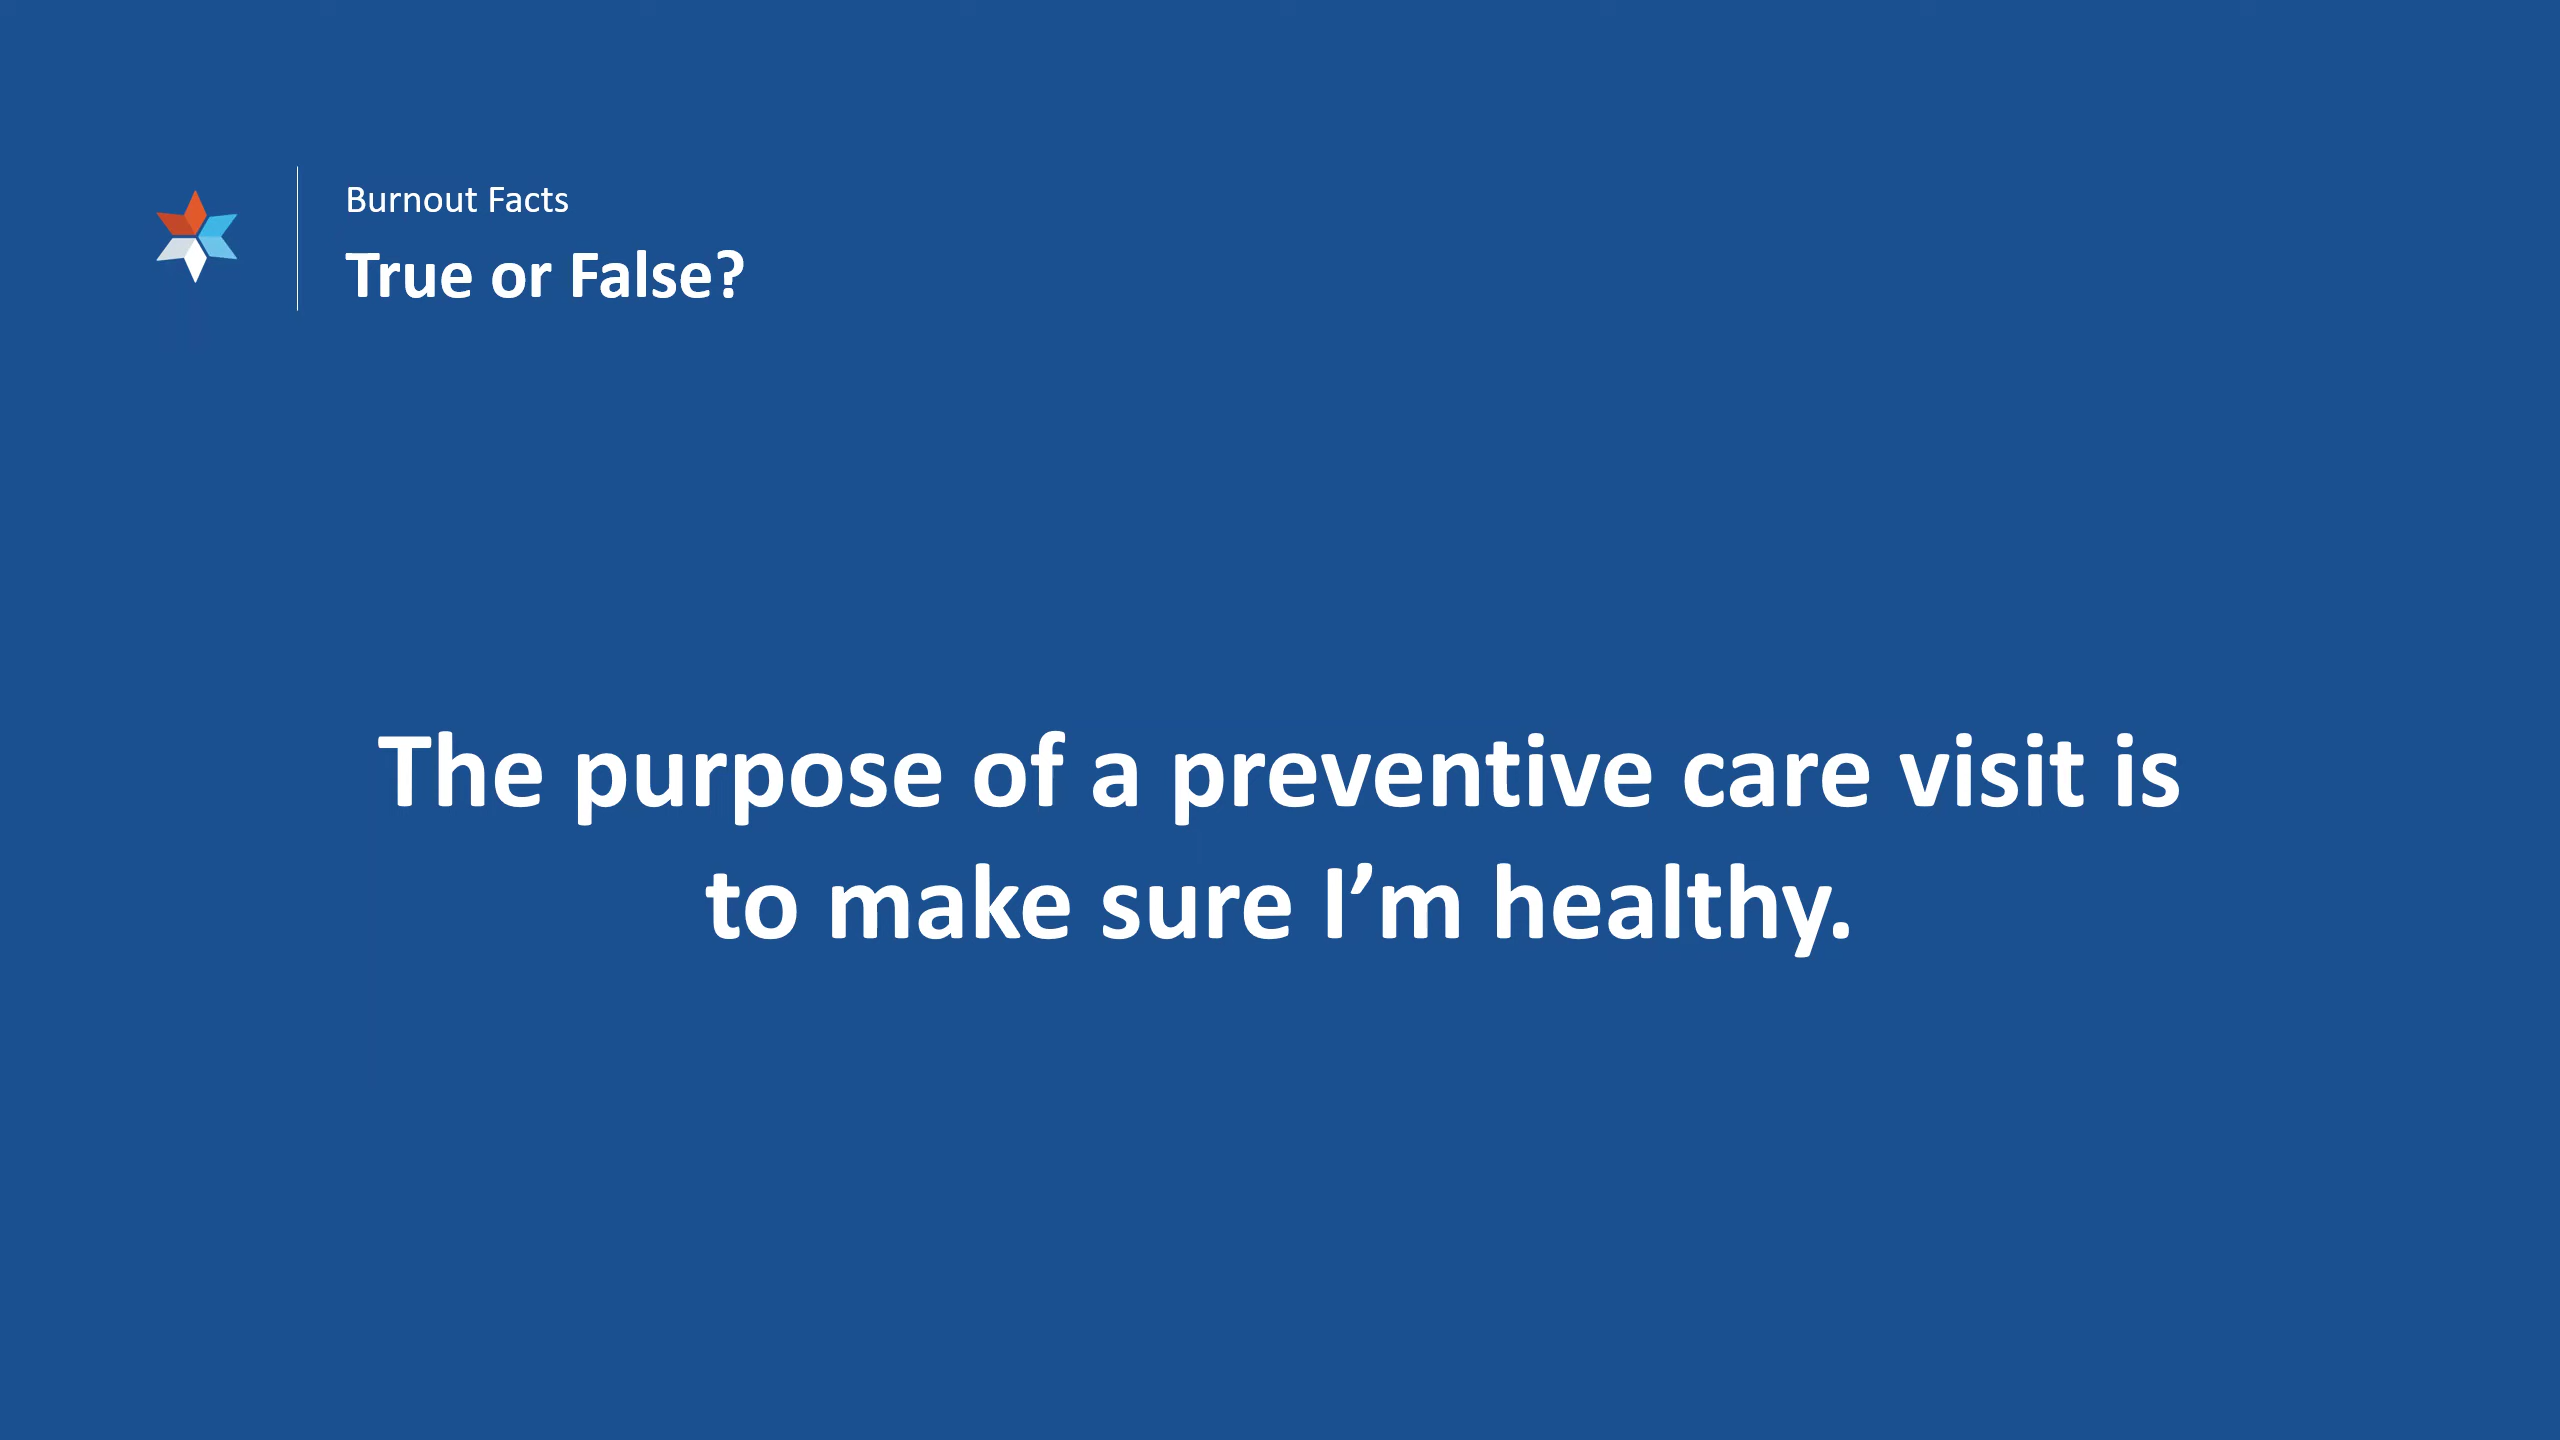 Burnout Facts
True or False?
The purpose of a preventive care visit is
to make sure I’m healthy.